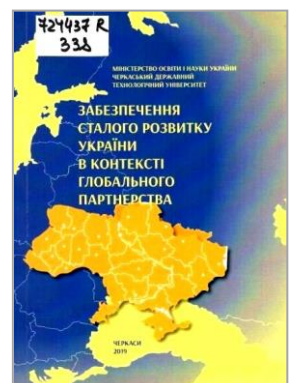 724437 R
338
МІНІСТЕРСТВО ОСВІТИ І НАУКИ УКРАЇНИ
ЧЕРКАСЬКИЙ ДЕРЖАВНИЙ
ТЕХНОЛОГІЧНИЙ УНІВЕРСИТЕТ
ЗАБЕЗПЕЧЕННЯ
СТАЛОГО РОЗВИТКУ
УКРАЇНИ
В КОНТЕКСТІ
ГЛОБАЛЬНОГО
ПАРТНЕРСТВА
ЧЕРКАСИ
2019